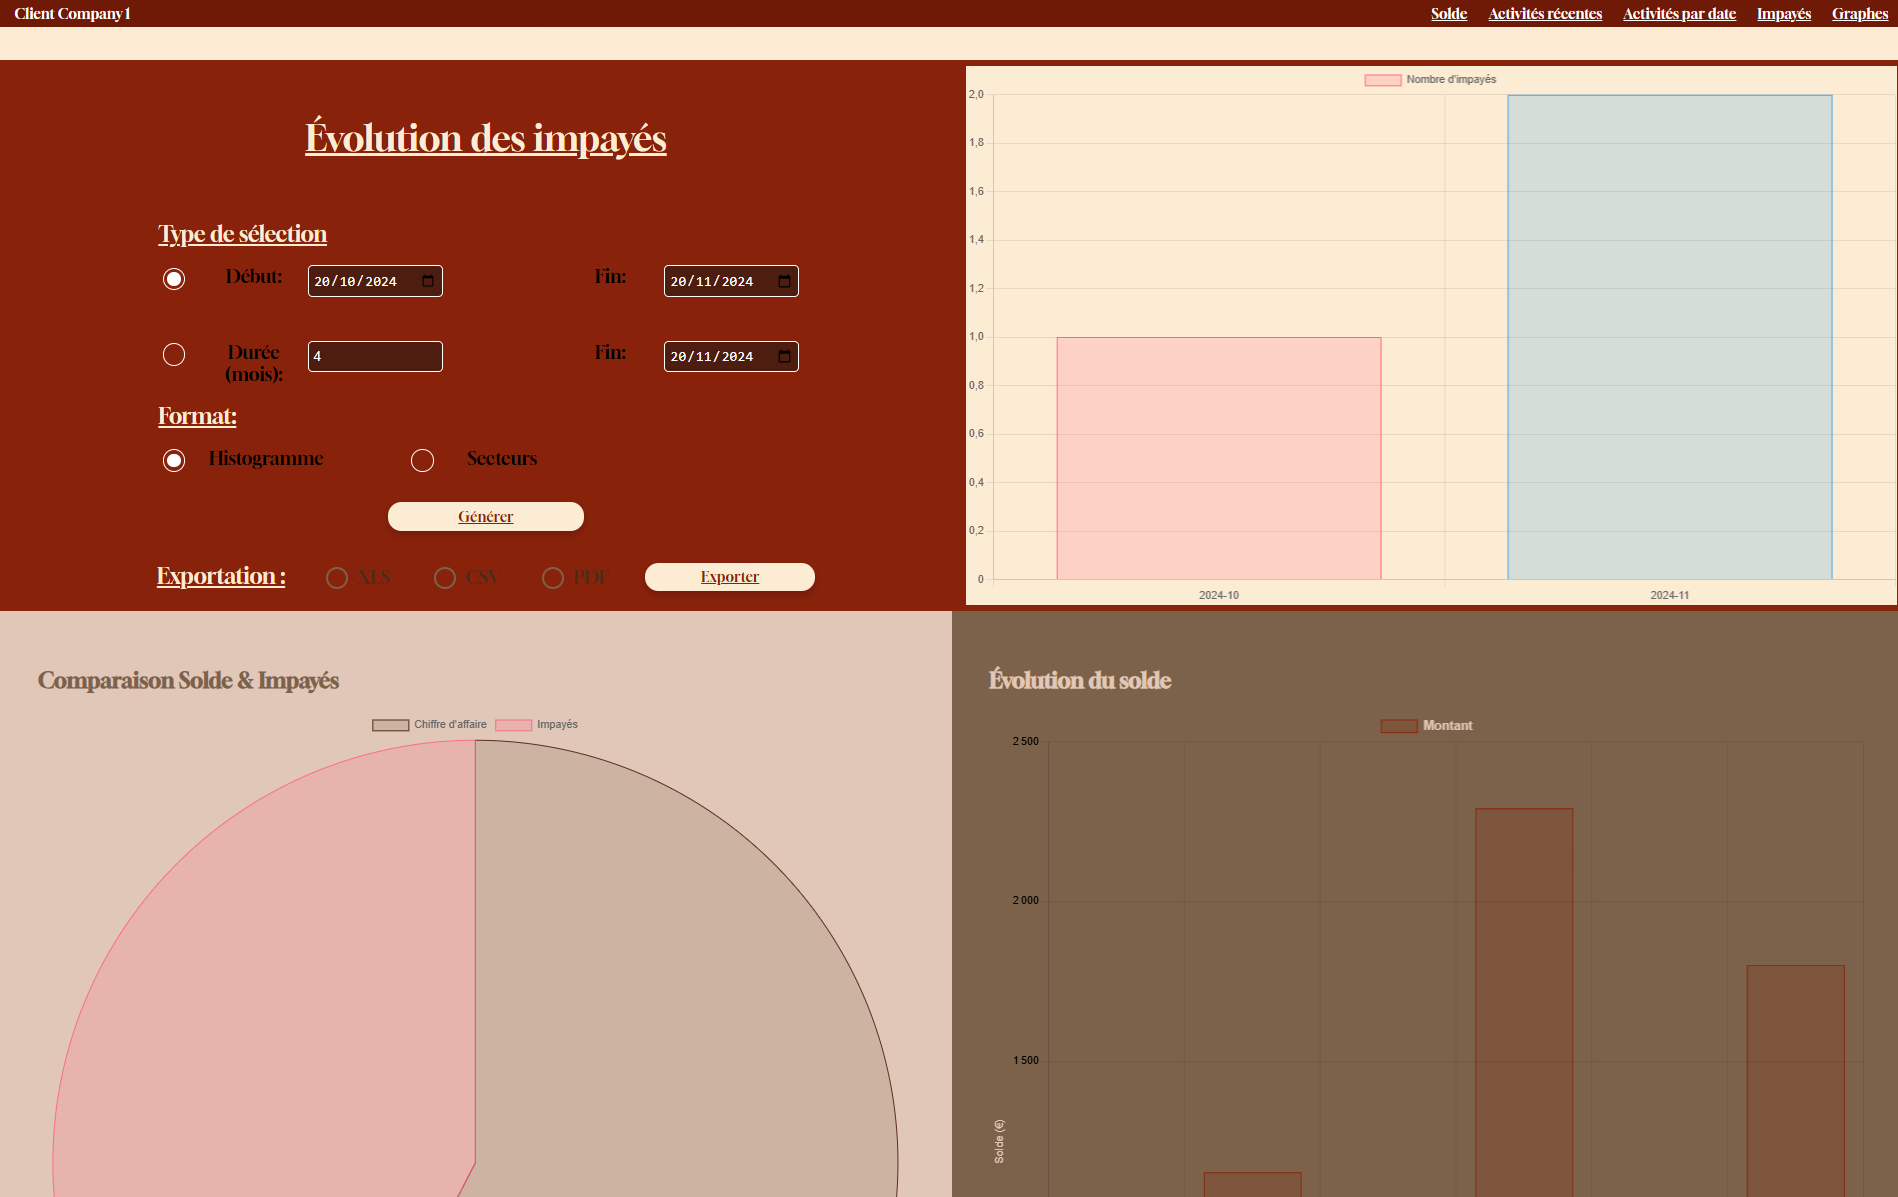 Client Company 1
Solde Activités récentes Activités par date Impayés Graphes
Évolution des impayés
Type de sélection
Début: 20/10/2024 Fin: 20/11/2024
Durée (mois): 4 Fin: 20/11/2024
Format:
Histogramme Secteurs
Générer
Exportation : XLS CSV PDF Exporter
Nombre d'impayés
2,0
1,8
1,6
1,4
1,2
1,0
0,8
0,6
0,4
0,2
0
2024-10 2024-11
Comparaison Solde & Impayés
Chiffre d'affaire Impayés
Évolution du solde
Montant
2 500
2 000
1 500
Solde (€)